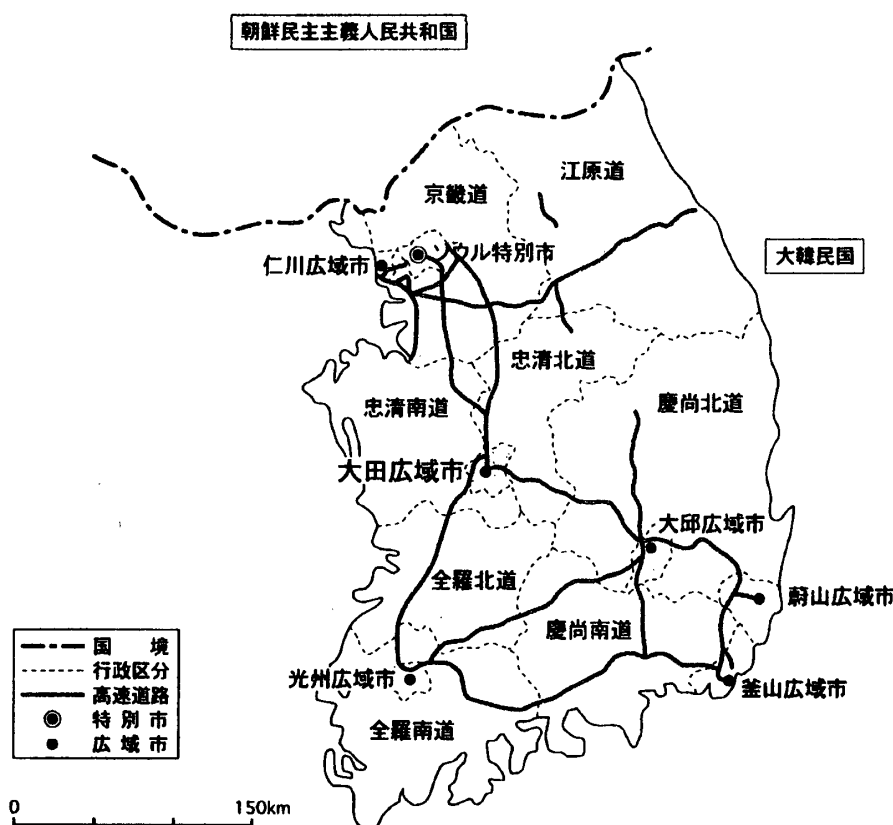 朝鮮民主主義人民共和国
江原道
京畿道
ソウル特別市
仁川広域市
大韓民国
忠清北道
忠清南道
慶尚北道
大田広域市
大邱広域市
全羅北道
蔚山広域市
慶尚南道
光州広域市
釜山広域市
全羅南道
国境
行政区分
高速道路
特別市
広域市
0 150km